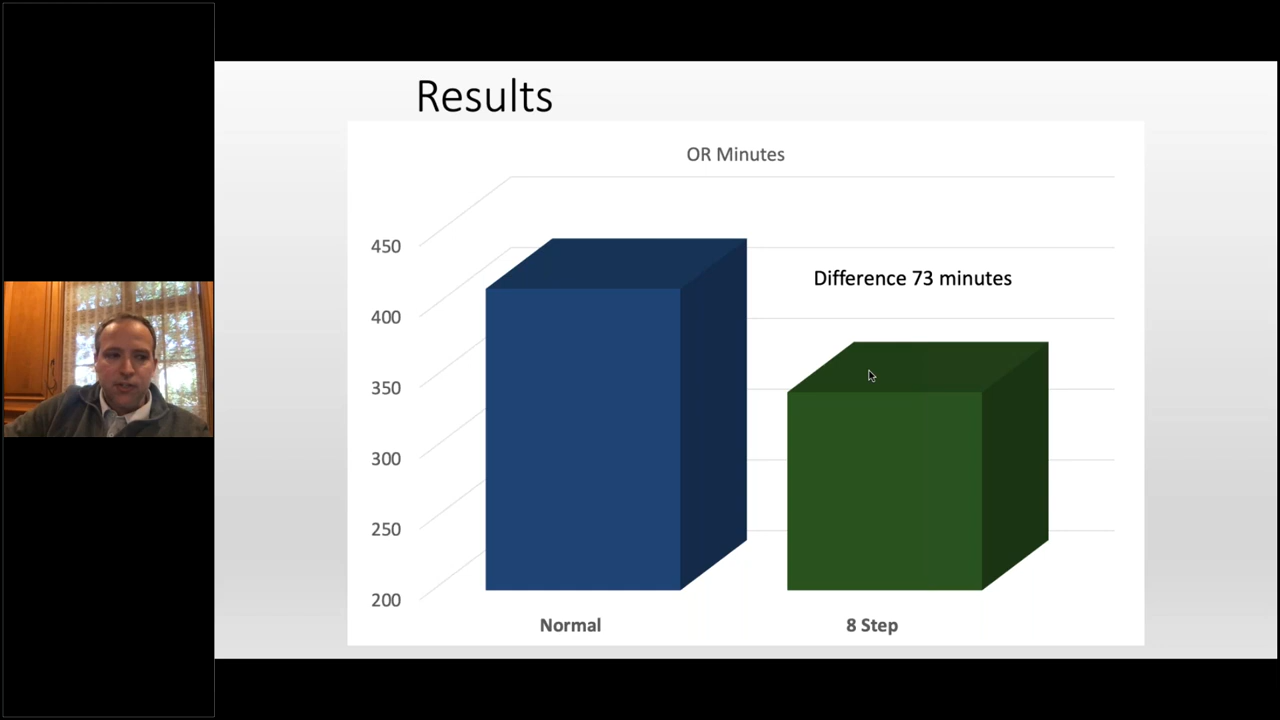 Results
OR Minutes
450
400
350
300
250
200
Difference 73 minutes
Normal
8 Step